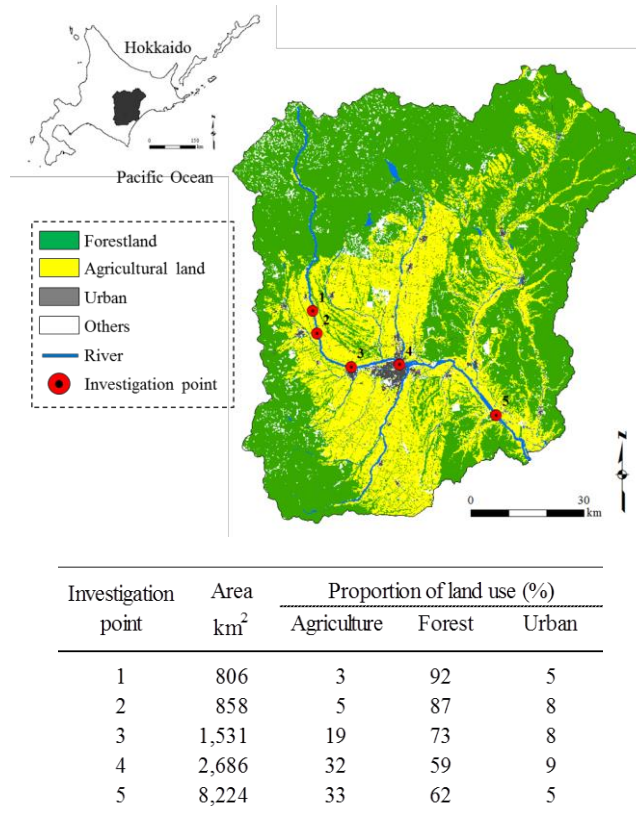 Hokkaido
0 150
km
Pacific Ocean
Forestland
Agricultural land
Urban
Others
River
Investigation point
1
2
3
4
5
N
0 30
km
Investigation point Area km² Proportion of land use (%)
Agriculture Forest Urban
1 806 3 92 5
2 858 5 87 8
3 1,531 19 73 8
4 2,686 32 59 9
5 8,224 33 62 5